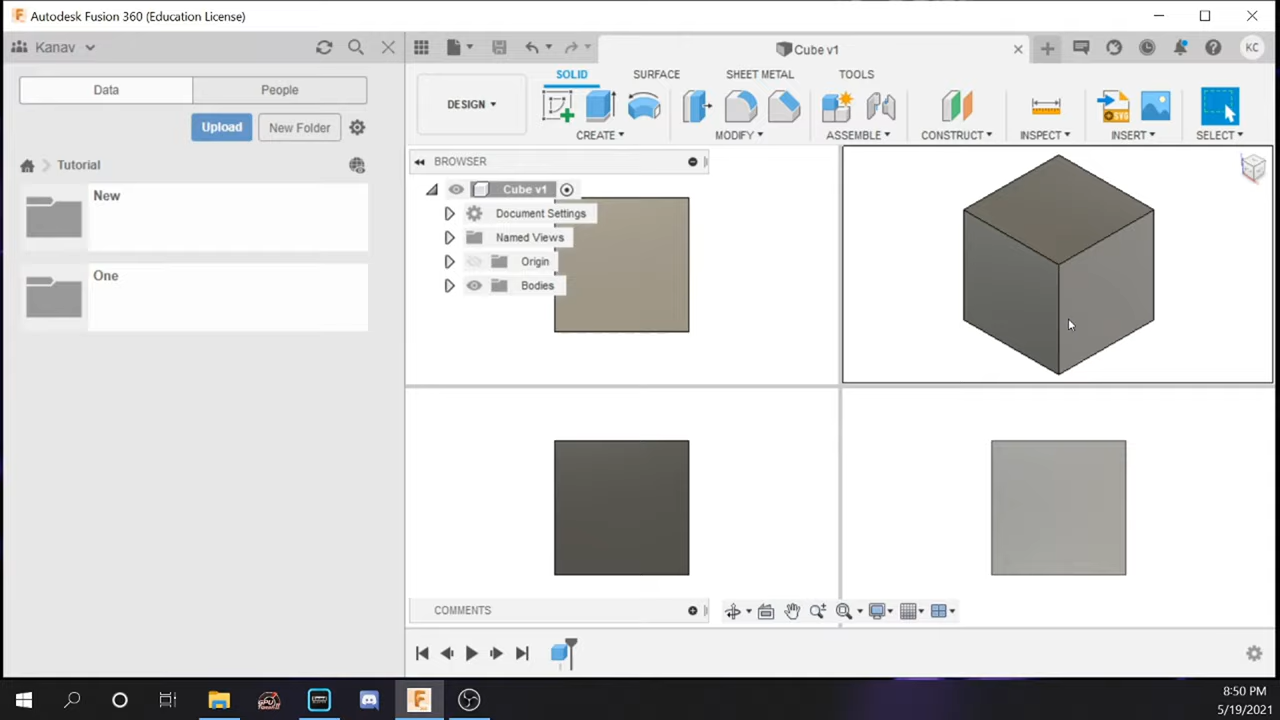 Autodesk Fusion 360 (Education License)
Kanav
Cube v1
KC
Data
People
Upload
New Folder
Tutorial
New
One
DESIGN
SOLID
SURFACE
SHEET METAL
TOOLS
CREATE
MODIFY
ASSEMBLE
CONSTRUCT
INSPECT
INSERT
SELECT
SVG
BROWSER
Cube v1
Document Settings
Named Views
Origin
Bodies
COMMENTS
8:50 PM
5/19/2021